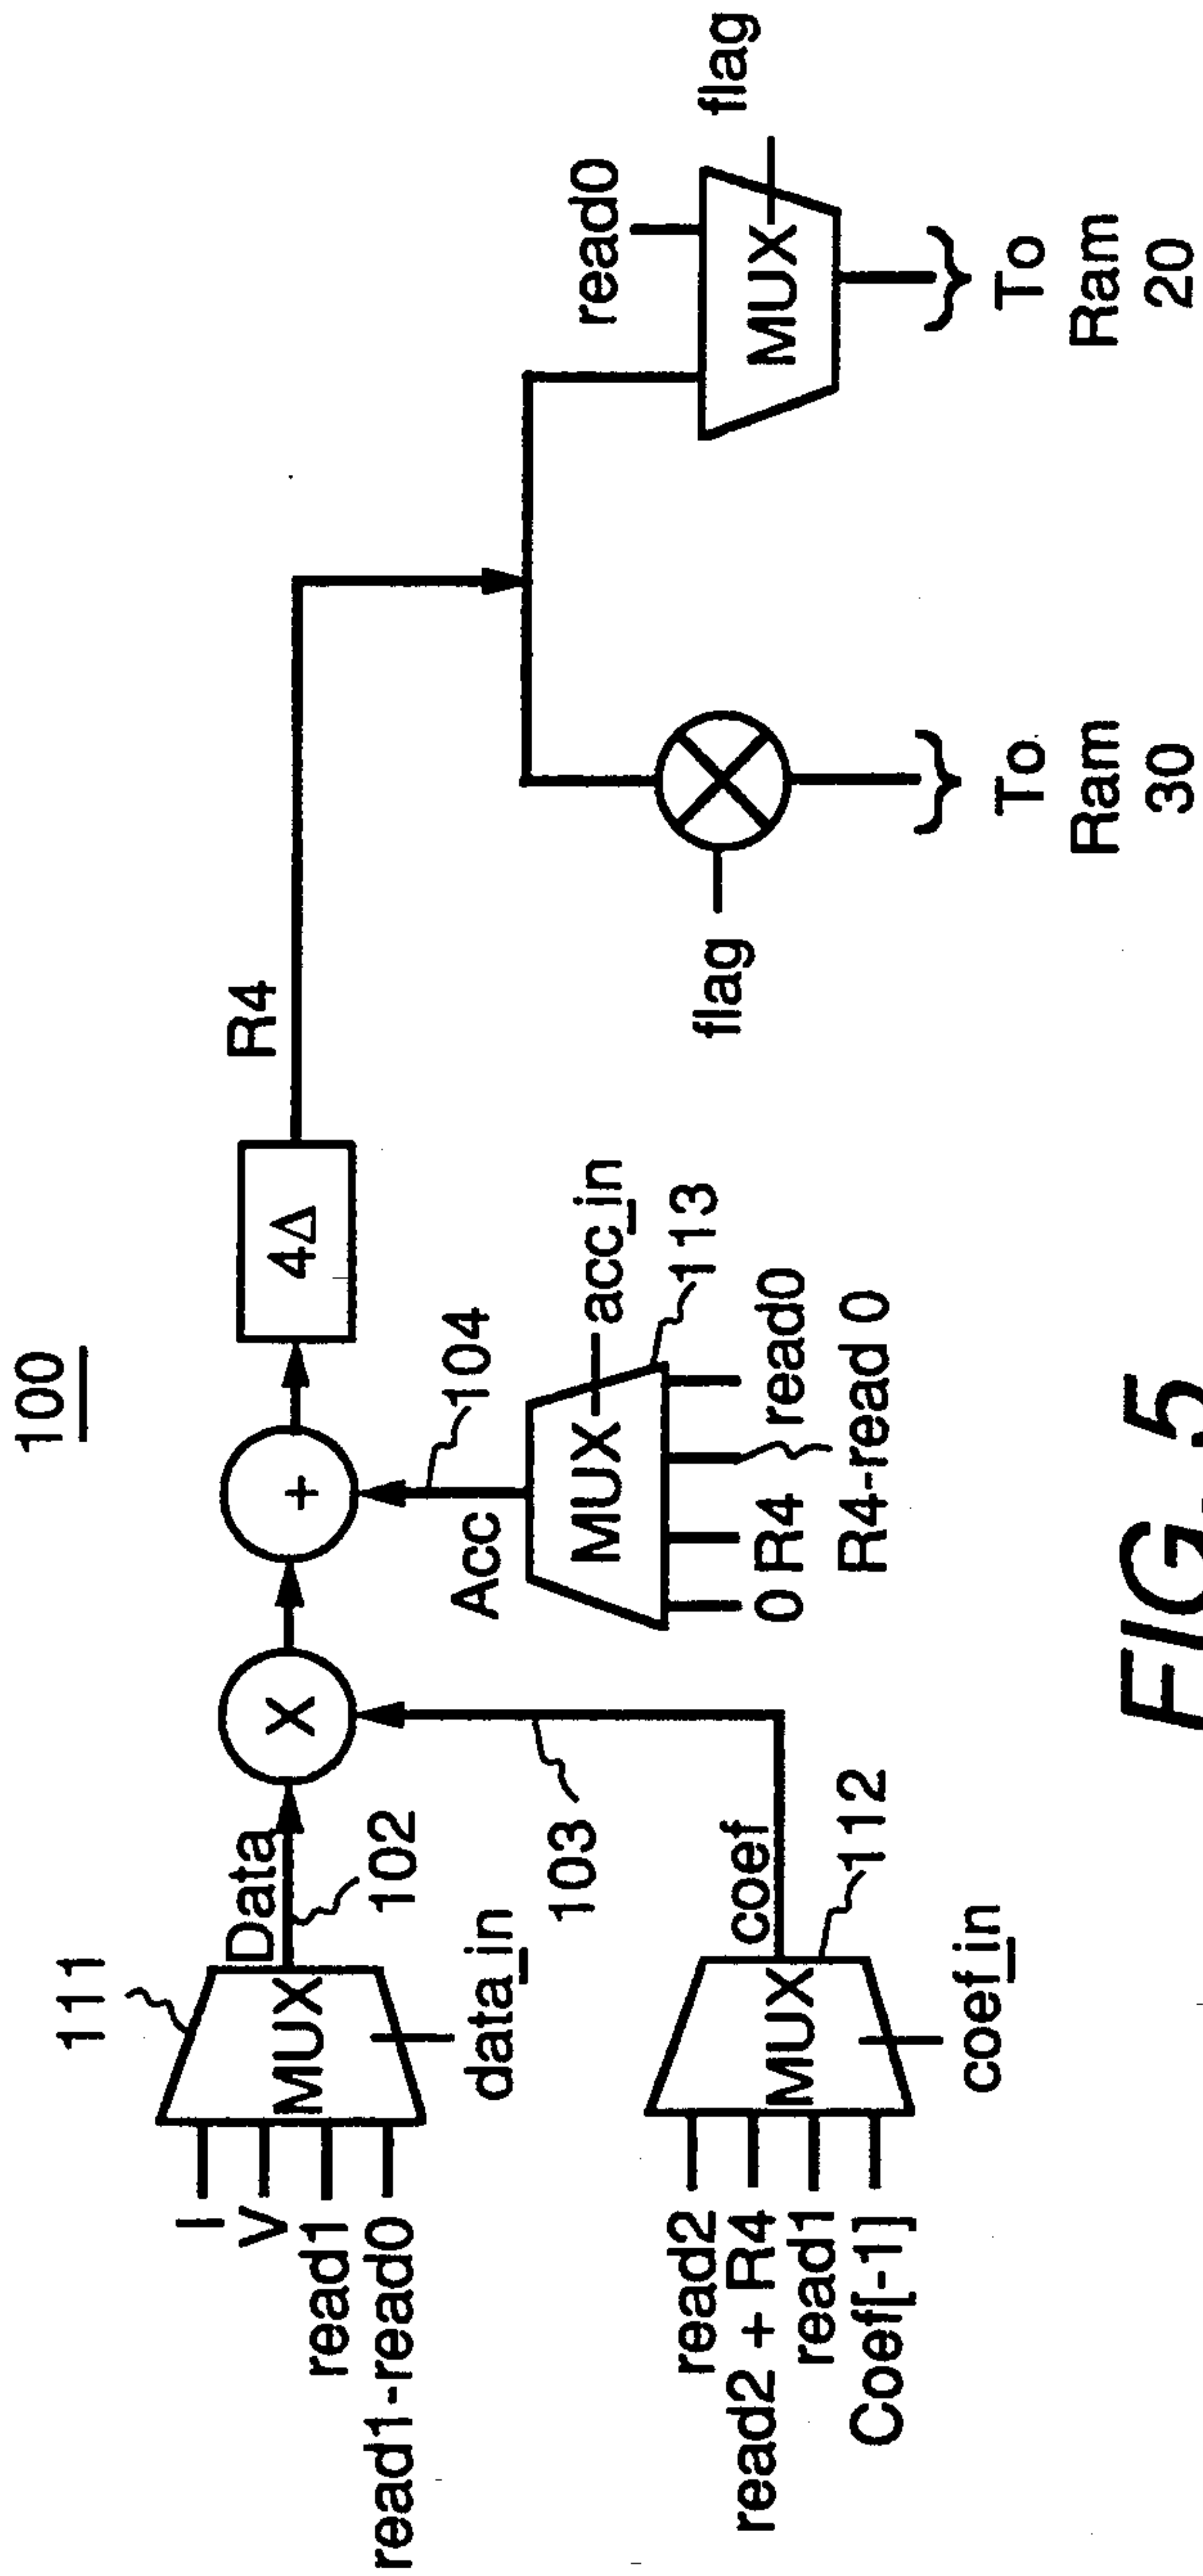 100
111
I
V
read1
read1-read0
MUX
data_in
Data
102
X
+
4Δ
R4
103
read2
read2 + R4
read1
Coef[-1]
MUX
coef_in
coef
112
Acc
104
MUX
acc_in
113
0 R4
read0
R4-read 0
flag
To
Ram
30
read0
MUX
flag
To
Ram
20
FIG. 5